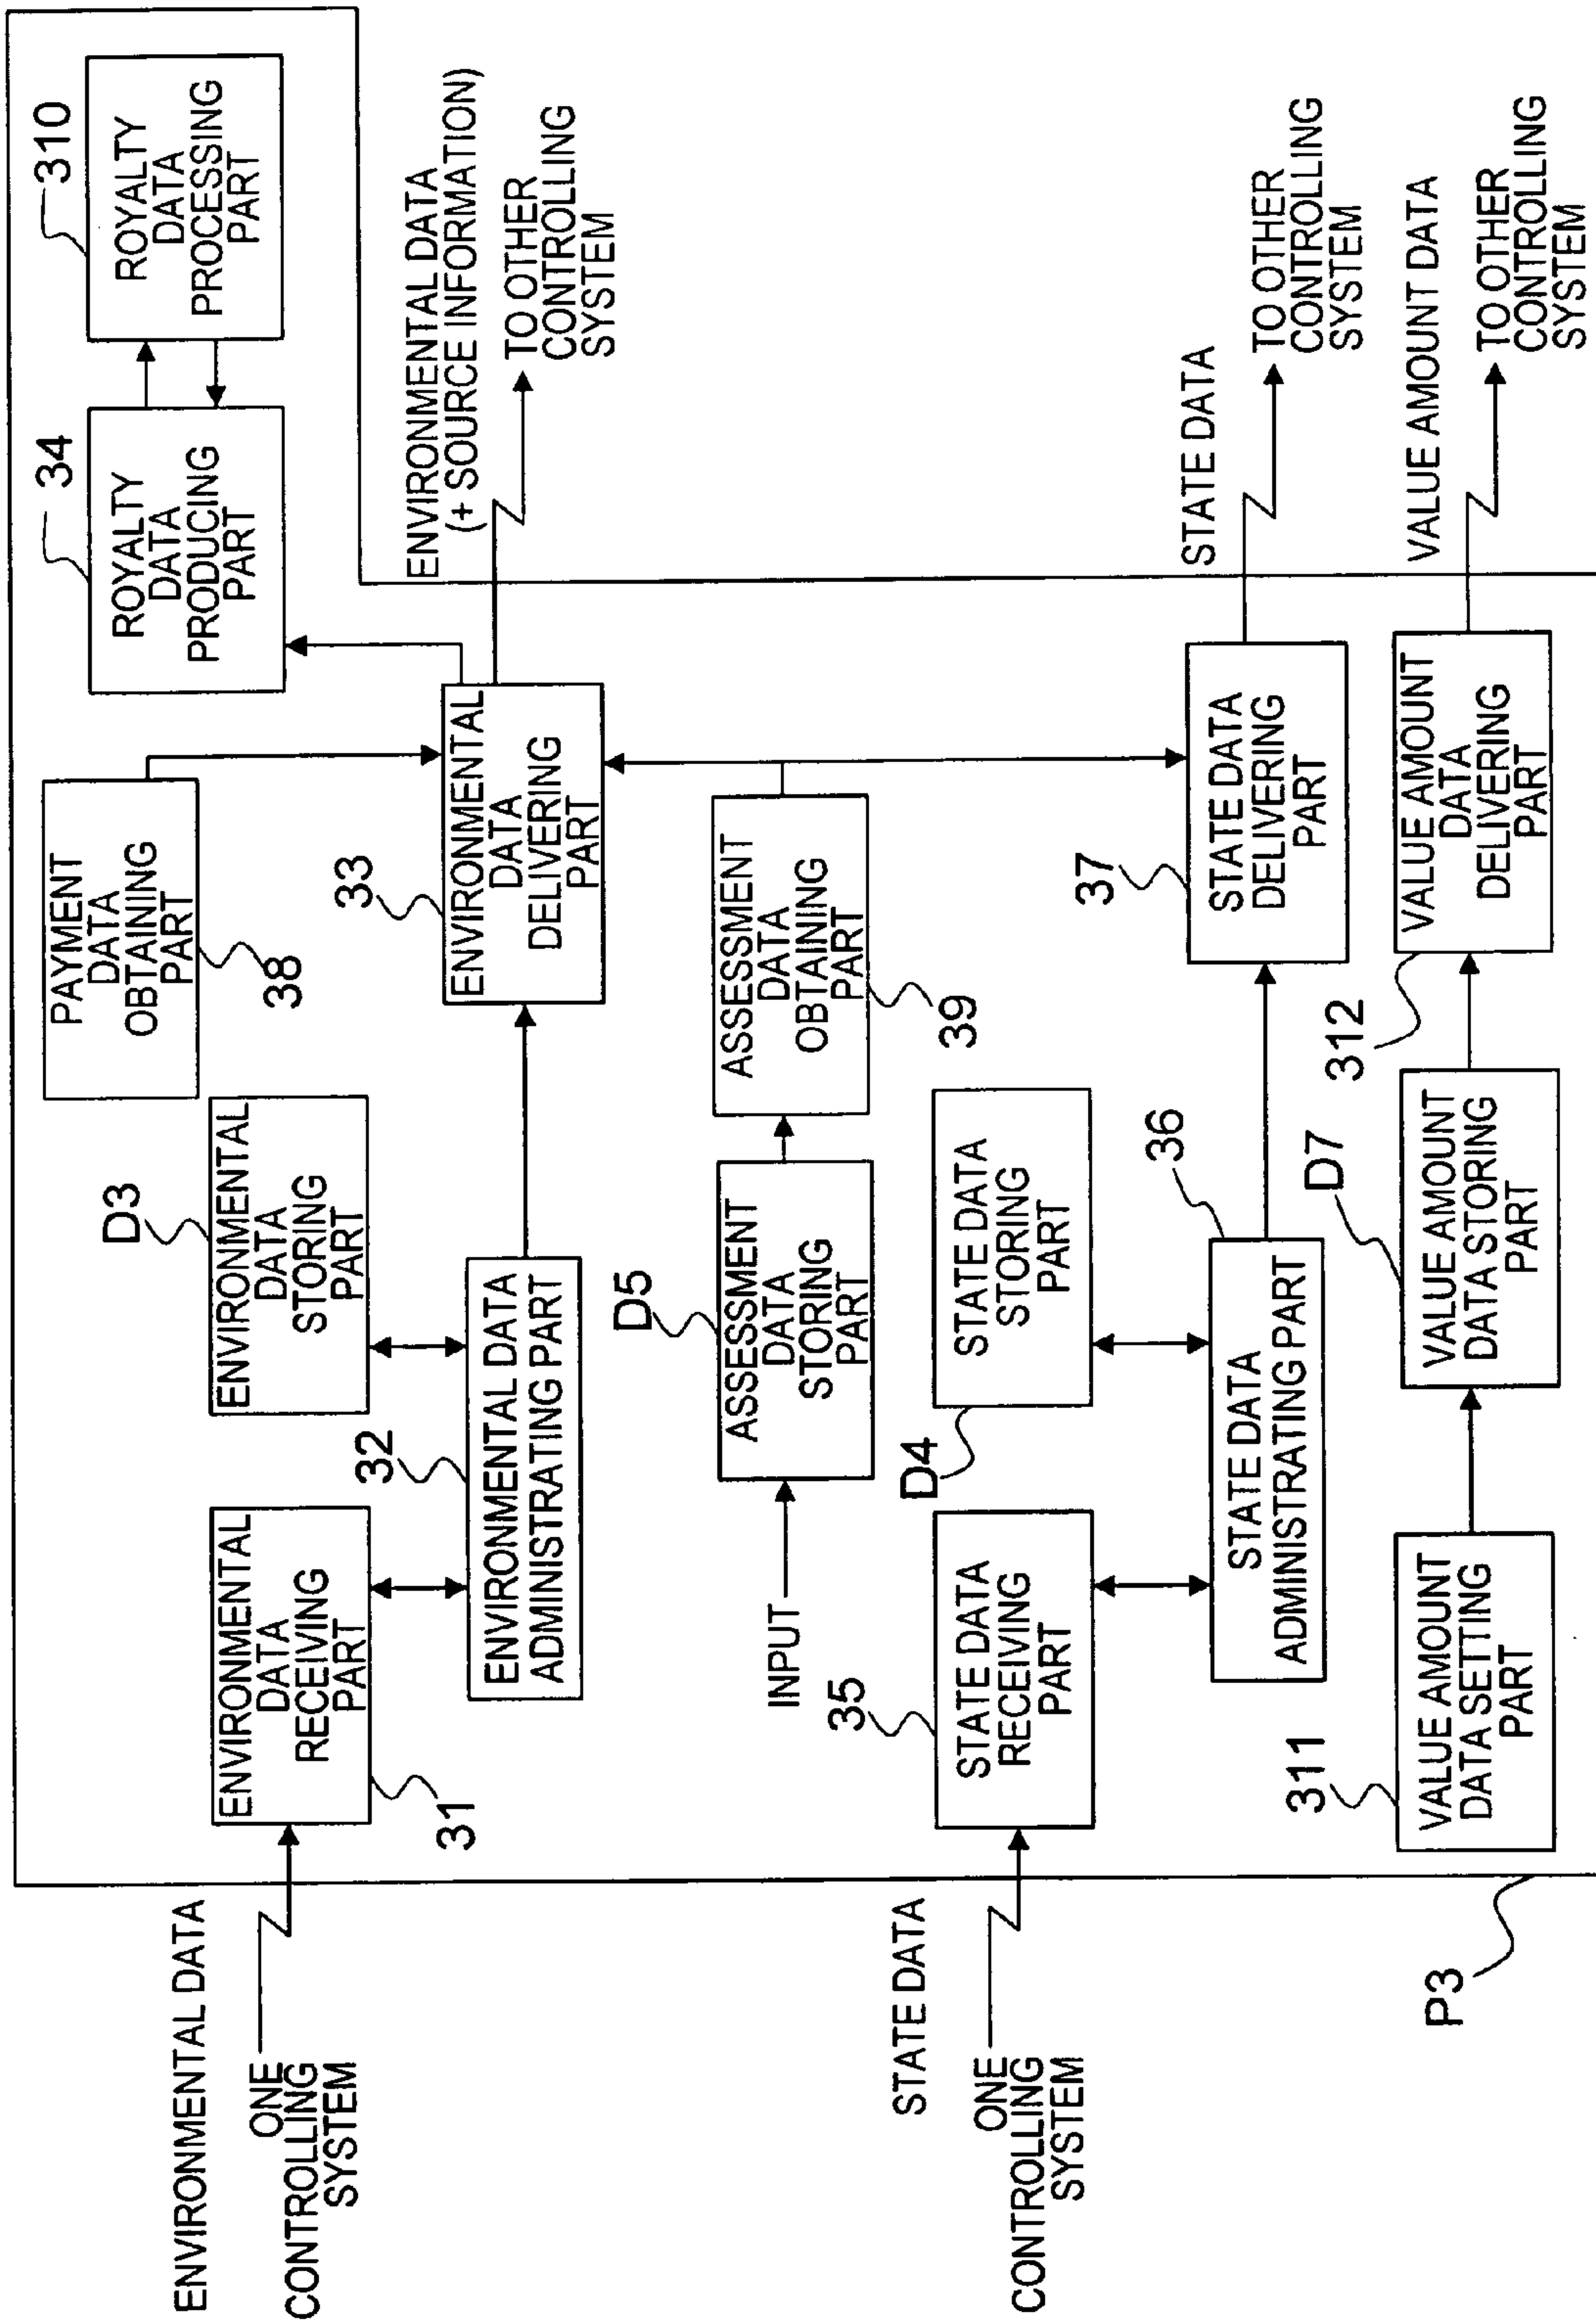 ENVIRONMENTAL DATA
ONE
CONTROLLING
SYSTEM
ENVIRONMENTAL
DATA
RECEIVING
PART
31
32
ENVIRONMENTAL DATA
ADMINISTRATING PART
D3
ENVIRONMENTAL
DATA
STORING
PART
PAYMENT
DATA
OBTAINING
PART
38
33
ENVIRONMENTAL
DATA
DELIVERING
PART
34
ROYALTY
DATA
PRODUCING
PART
310
ROYALTY
DATA
PROCESSING
PART
ENVIRONMENTAL DATA
(+ SOURCE INFORMATION)
TO OTHER
CONTROLLING
SYSTEM
INPUT
D5
ASSESSMENT
DATA
STORING
PART
ASSESSMENT
DATA
OBTAINING
PART
39
STATE DATA
ONE
CONTROLLING
SYSTEM
35
STATE DATA
RECEIVING
PART
D4
STATE DATA
STORING
PART
36
STATE DATA
ADMINISTRATING PART
37
STATE DATA
DELIVERING
PART
STATE DATA
TO OTHER
CONTROLLING
SYSTEM
P3
311
VALUE AMOUNT
DATA SETTING
PART
D7
VALUE AMOUNT
DATA STORING
PART
312
VALUE AMOUNT
DATA
DELIVERING
PART
VALUE AMOUNT DATA
TO OTHER
CONTROLLING
SYSTEM